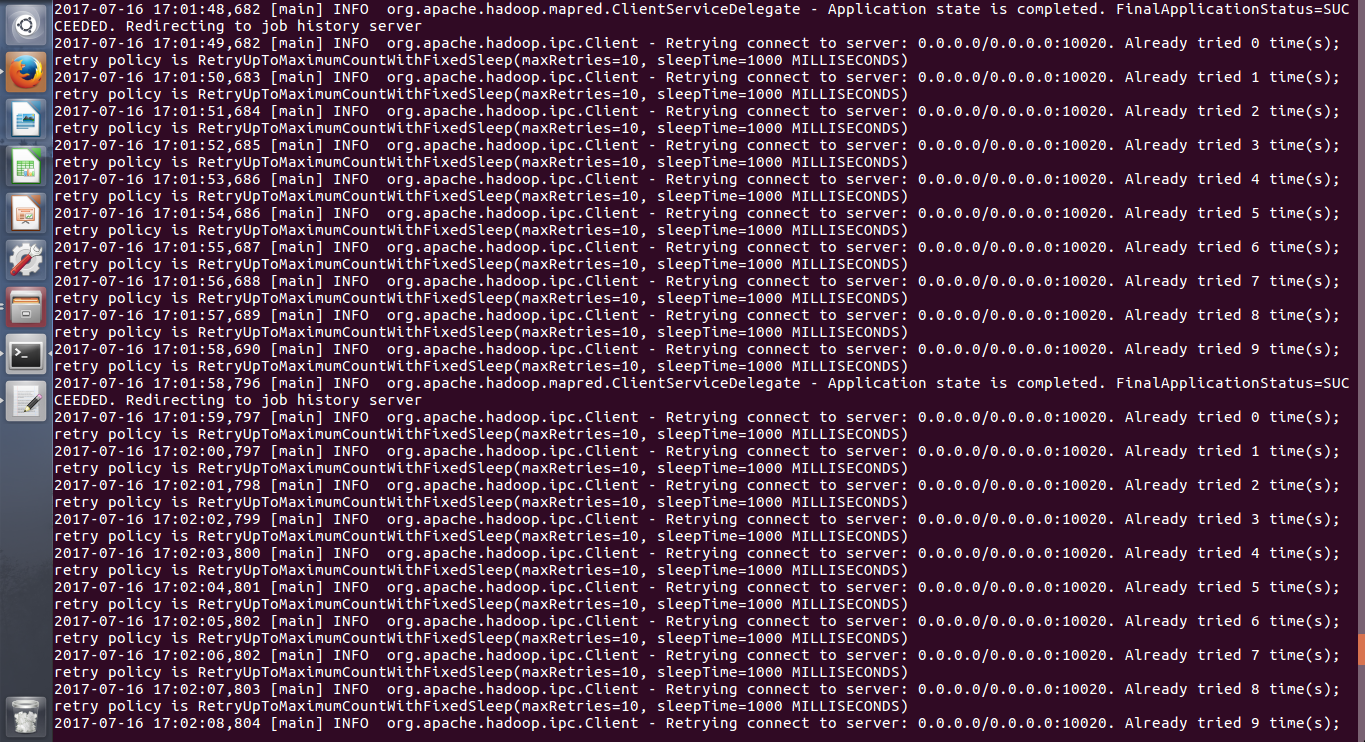 2017-07-16 17:01:48,682 [main] INFO  org.apache.hadoop.mapred.ClientServiceDelegate - Application state is completed. FinalApplicationStatus=SUC
CEEDED. Redirecting to job history server
2017-07-16 17:01:49,682 [main] INFO  org.apache.hadoop.ipc.Client - Retrying connect to server: 0.0.0.0/0.0.0.0:10020. Already tried 0 time(s);
retry policy is RetryUpToMaximumCountWithFixedSleep(maxRetries=10, sleepTime=1000 MILLISECONDS)
2017-07-16 17:01:50,683 [main] INFO  org.apache.hadoop.ipc.Client - Retrying connect to server: 0.0.0.0/0.0.0.0:10020. Already tried 1 time(s);
retry policy is RetryUpToMaximumCountWithFixedSleep(maxRetries=10, sleepTime=1000 MILLISECONDS)
2017-07-16 17:01:51,684 [main] INFO  org.apache.hadoop.ipc.Client - Retrying connect to server: 0.0.0.0/0.0.0.0:10020. Already tried 2 time(s);
retry policy is RetryUpToMaximumCountWithFixedSleep(maxRetries=10, sleepTime=1000 MILLISECONDS)
2017-07-16 17:01:52,685 [main] INFO  org.apache.hadoop.ipc.Client - Retrying connect to server: 0.0.0.0/0.0.0.0:10020. Already tried 3 time(s);
retry policy is RetryUpToMaximumCountWithFixedSleep(maxRetries=10, sleepTime=1000 MILLISECONDS)
2017-07-16 17:01:53,686 [main] INFO  org.apache.hadoop.ipc.Client - Retrying connect to server: 0.0.0.0/0.0.0.0:10020. Already tried 4 time(s);
retry policy is RetryUpToMaximumCountWithFixedSleep(maxRetries=10, sleepTime=1000 MILLISECONDS)
2017-07-16 17:01:54,686 [main] INFO  org.apache.hadoop.ipc.Client - Retrying connect to server: 0.0.0.0/0.0.0.0:10020. Already tried 5 time(s);
retry policy is RetryUpToMaximumCountWithFixedSleep(maxRetries=10, sleepTime=1000 MILLISECONDS)
2017-07-16 17:01:55,687 [main] INFO  org.apache.hadoop.ipc.Client - Retrying connect to server: 0.0.0.0/0.0.0.0:10020. Already tried 6 time(s);
retry policy is RetryUpToMaximumCountWithFixedSleep(maxRetries=10, sleepTime=1000 MILLISECONDS)
2017-07-16 17:01:56,688 [main] INFO  org.apache.hadoop.ipc.Client - Retrying connect to server: 0.0.0.0/0.0.0.0:10020. Already tried 7 time(s);
retry policy is RetryUpToMaximumCountWithFixedSleep(maxRetries=10, sleepTime=1000 MILLISECONDS)
2017-07-16 17:01:57,689 [main] INFO  org.apache.hadoop.ipc.Client - Retrying connect to server: 0.0.0.0/0.0.0.0:10020. Already tried 8 time(s);
retry policy is RetryUpToMaximumCountWithFixedSleep(maxRetries=10, sleepTime=1000 MILLISECONDS)
2017-07-16 17:01:58,690 [main] INFO  org.apache.hadoop.ipc.Client - Retrying connect to server: 0.0.0.0/0.0.0.0:10020. Already tried 9 time(s);
retry policy is RetryUpToMaximumCountWithFixedSleep(maxRetries=10, sleepTime=1000 MILLISECONDS)
2017-07-16 17:01:58,796 [main] INFO  org.apache.hadoop.mapred.ClientServiceDelegate - Application state is completed. FinalApplicationStatus=SUC
CEEDED. Redirecting to job history server
2017-07-16 17:01:59,797 [main] INFO  org.apache.hadoop.ipc.Client - Retrying connect to server: 0.0.0.0/0.0.0.0:10020. Already tried 0 time(s);
retry policy is RetryUpToMaximumCountWithFixedSleep(maxRetries=10, sleepTime=1000 MILLISECONDS)
2017-07-16 17:02:00,797 [main] INFO  org.apache.hadoop.ipc.Client - Retrying connect to server: 0.0.0.0/0.0.0.0:10020. Already tried 1 time(s);
retry policy is RetryUpToMaximumCountWithFixedSleep(maxRetries=10, sleepTime=1000 MILLISECONDS)
2017-07-16 17:02:01,798 [main] INFO  org.apache.hadoop.ipc.Client - Retrying connect to server: 0.0.0.0/0.0.0.0:10020. Already tried 2 time(s);
retry policy is RetryUpToMaximumCountWithFixedSleep(maxRetries=10, sleepTime=1000 MILLISECONDS)
2017-07-16 17:02:02,799 [main] INFO  org.apache.hadoop.ipc.Client - Retrying connect to server: 0.0.0.0/0.0.0.0:10020. Already tried 3 time(s);
retry policy is RetryUpToMaximumCountWithFixedSleep(maxRetries=10, sleepTime=1000 MILLISECONDS)
2017-07-16 17:02:03,800 [main] INFO  org.apache.hadoop.ipc.Client - Retrying connect to server: 0.0.0.0/0.0.0.0:10020. Already tried 4 time(s);
retry policy is RetryUpToMaximumCountWithFixedSleep(maxRetries=10, sleepTime=1000 MILLISECONDS)
2017-07-16 17:02:04,801 [main] INFO  org.apache.hadoop.ipc.Client - Retrying connect to server: 0.0.0.0/0.0.0.0:10020. Already tried 5 time(s);
retry policy is RetryUpToMaximumCountWithFixedSleep(maxRetries=10, sleepTime=1000 MILLISECONDS)
2017-07-16 17:02:05,802 [main] INFO  org.apache.hadoop.ipc.Client - Retrying connect to server: 0.0.0.0/0.0.0.0:10020. Already tried 6 time(s);
retry policy is RetryUpToMaximumCountWithFixedSleep(maxRetries=10, sleepTime=1000 MILLISECONDS)
2017-07-16 17:02:06,802 [main] INFO  org.apache.hadoop.ipc.Client - Retrying connect to server: 0.0.0.0/0.0.0.0:10020. Already tried 7 time(s);
retry policy is RetryUpToMaximumCountWithFixedSleep(maxRetries=10, sleepTime=1000 MILLISECONDS)
2017-07-16 17:02:07,803 [main] INFO  org.apache.hadoop.ipc.Client - Retrying connect to server: 0.0.0.0/0.0.0.0:10020. Already tried 8 time(s);
retry policy is RetryUpToMaximumCountWithFixedSleep(maxRetries=10, sleepTime=1000 MILLISECONDS)
2017-07-16 17:02:08,804 [main] INFO  org.apache.hadoop.ipc.Client - Retrying connect to server: 0.0.0.0/0.0.0.0:10020. Already tried 9 time(s);